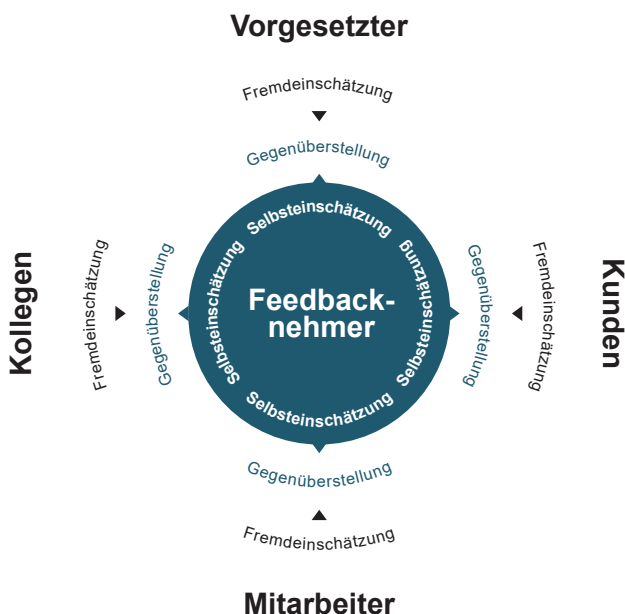 Vorgesetzter
Fremdeinschätzung
Gegenüberstellung
Selbsteinschätzung
Kollegen
Fremdeinschätzung
Gegenüberstellung
Selbsteinschätzung
Feedback-
nehmer
Selbsteinschätzung
Gegenüberstellung
Fremdeinschätzung
Kunden
Selbsteinschätzung
Gegenüberstellung
Fremdeinschätzung
Mitarbeiter